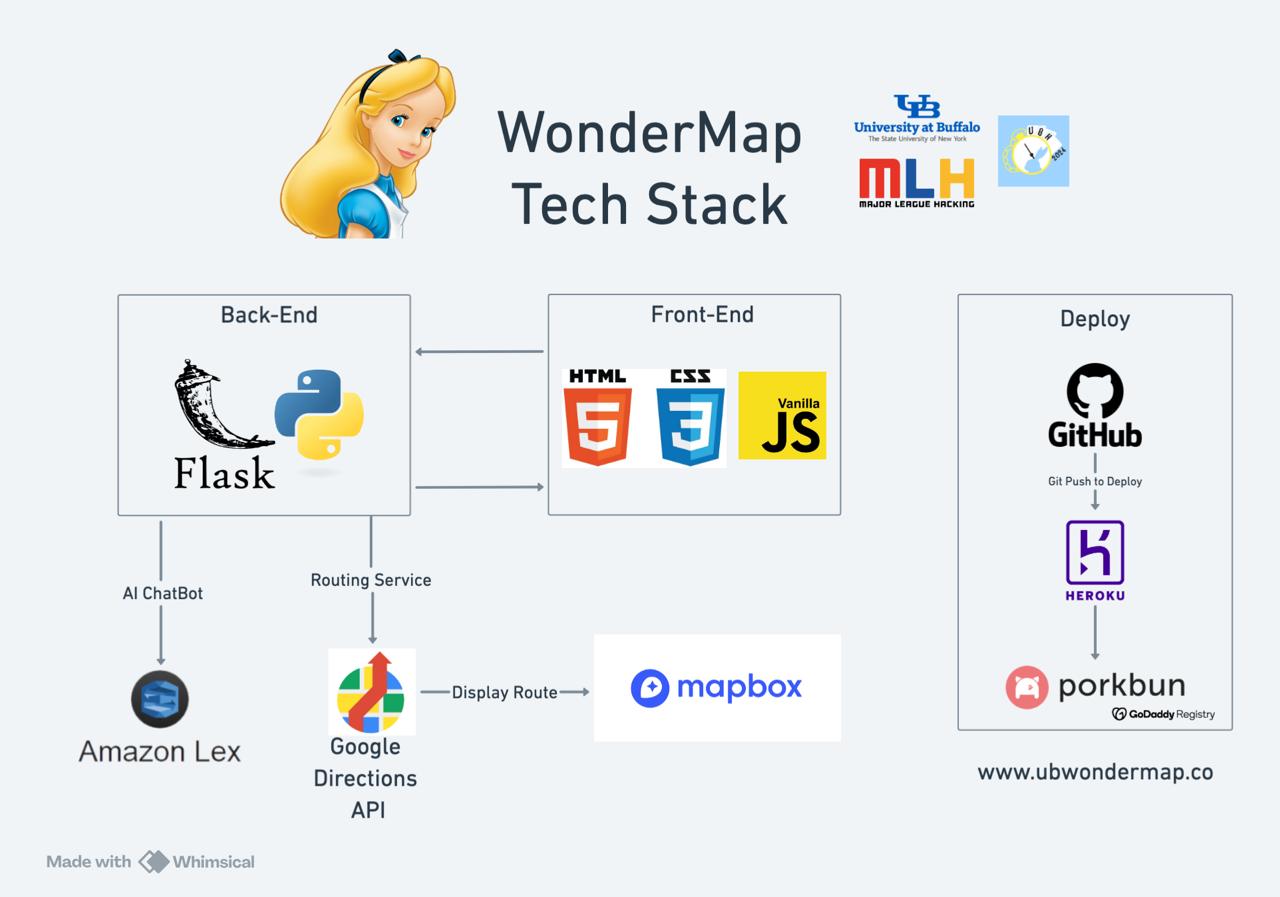 WonderMap
Tech Stack
UB
University at Buffalo
The State University of New York
MLH
MAJOR LEAGUE HACKING
UBH
2024
Back-End
Flask
Front-End
HTML
5
CSS
3
Vanilla
JS
Deploy
GitHub
Git Push to Deploy
HEROKU
porkbun
GoDaddy Registry
www.ubwondermap.co
AI ChatBot
Routing Service
Amazon Lex
Google
Directions
API
Display Route
mapbox
Made with Whimsical